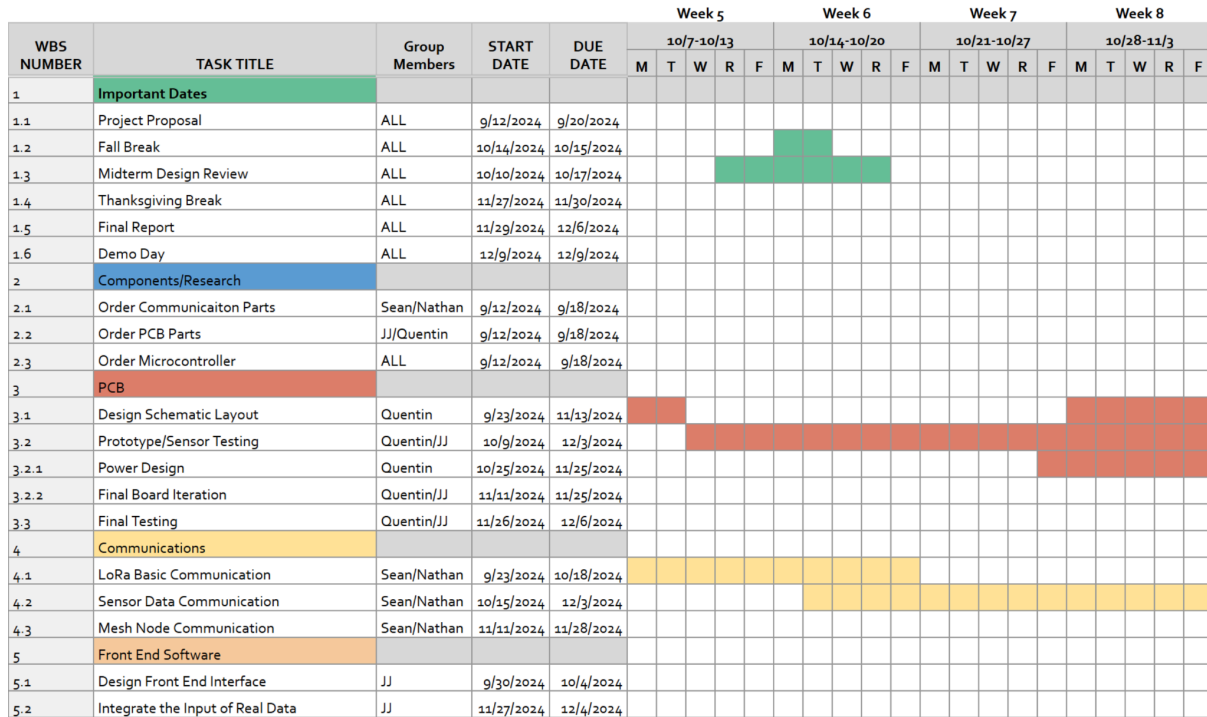 Week 5 Week 6 Week 7 Week 8
WBS NUMBER TASK TITLE Group Members START DATE DUE DATE 10/7-10/13 10/14-10/20 10/21-10/27 10/28-11/3
M T W R F M T W R F M T W R F M T W R F
1 Important Dates
1.1 Project Proposal ALL 9/12/2024 9/20/2024
1.2 Fall Break ALL 10/14/2024 10/15/2024
1.3 Midterm Design Review ALL 10/10/2024 10/17/2024
1.4 Thanksgiving Break ALL 11/27/2024 11/30/2024
1.5 Final Report ALL 11/29/2024 12/6/2024
1.6 Demo Day ALL 12/9/2024 12/9/2024
2 Components/Research
2.1 Order Communicaiton Parts Sean/Nathan 9/12/2024 9/18/2024
2.2 Order PCB Parts JJ/Quentin 9/12/2024 9/18/2024
2.3 Order Microcontroller ALL 9/12/2024 9/18/2024
3 PCB
3.1 Design Schematic Layout Quentin 9/23/2024 11/13/2024
3.2 Prototype/Sensor Testing Quentin/JJ 10/9/2024 12/3/2024
3.2.1 Power Design Quentin 10/25/2024 11/25/2024
3.2.2 Final Board Iteration Quentin/JJ 11/11/2024 11/25/2024
3.3 Final Testing Quentin/JJ 11/26/2024 12/6/2024
4 Communications
4.1 LoRa Basic Communication Sean/Nathan 9/23/2024 10/18/2024
4.2 Sensor Data Communication Sean/Nathan 10/15/2024 12/3/2024
4.3 Mesh Node Communication Sean/Nathan 11/11/2024 11/28/2024
5 Front End Software
5.1 Design Front End Interface JJ 9/30/2024 10/4/2024
5.2 Integrate the Input of Real Data JJ 11/27/2024 12/4/2024